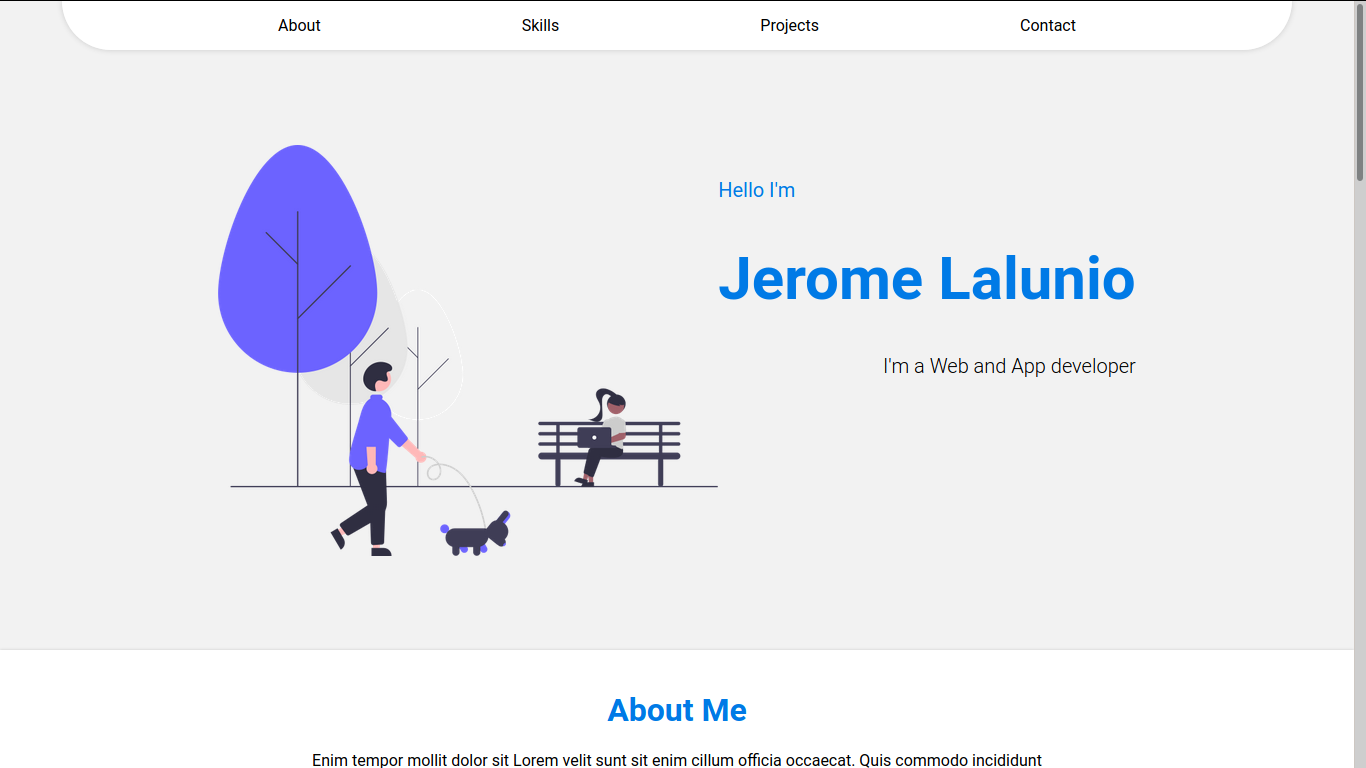 About Skills Projects Contact
Hello I'm
Jerome Lalunio
I'm a Web and App developer
About Me
Enim tempor mollit dolor sit Lorem velit sunt sit enim cillum officia occaecat. Quis commodo incididunt